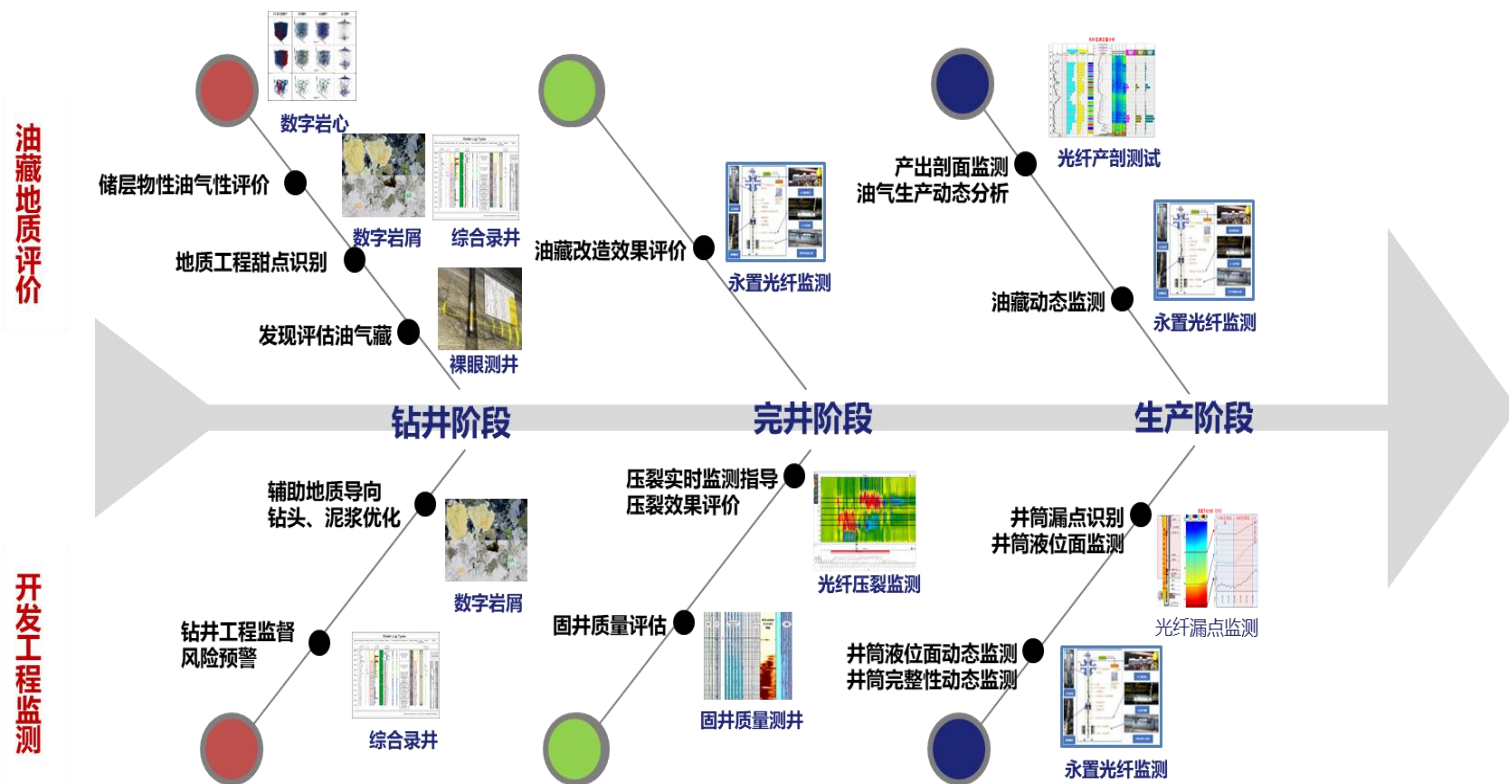 油藏地质评价
数字岩心
储层物性油气性评价
数字岩屑
综合录井
地质工程甜点识别
发现评估油气藏
裸眼测井
油藏改造效果评价
永置光纤监测
产出剖面监测
油气生产动态分析
光纤产剖测试
油藏动态监测
永置光纤监测
钻井阶段
完井阶段
生产阶段
开发工程监测
辅助地质导向
钻头、泥浆优化
数字岩屑
钻井工程监督
风险预警
综合录井
压裂实时监测指导
压裂效果评价
光纤压裂监测
固井质量评估
固井质量测井
井筒漏点识别
井筒液位面监测
光纤漏点监测
井筒液位面动态监测
井筒完整性动态监测
永置光纤监测